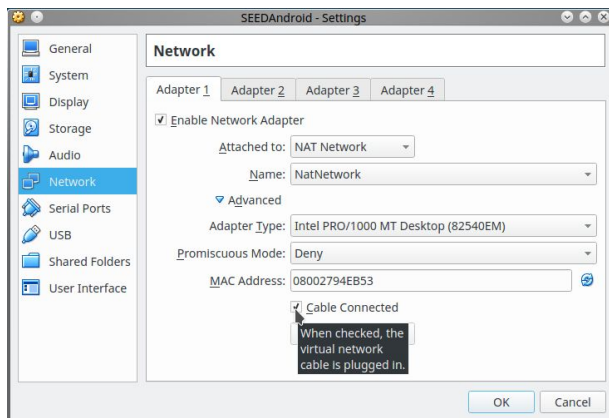 SEEDAndroid - Settings
General
System
Display
Storage
Audio
Network
Serial Ports
USB
Shared Folders
User Interface
Network
Adapter 1
Adapter 2
Adapter 3
Adapter 4
Enable Network Adapter
Attached to: NAT Network
Name: NatNetwork
Advanced
Adapter Type: Intel PRO/1000 MT Desktop (82540EM)
Promiscuous Mode: Deny
MAC Address: 08002794EB53
Cable Connected
When checked, the
virtual network
cable is plugged in.
OK
Cancel